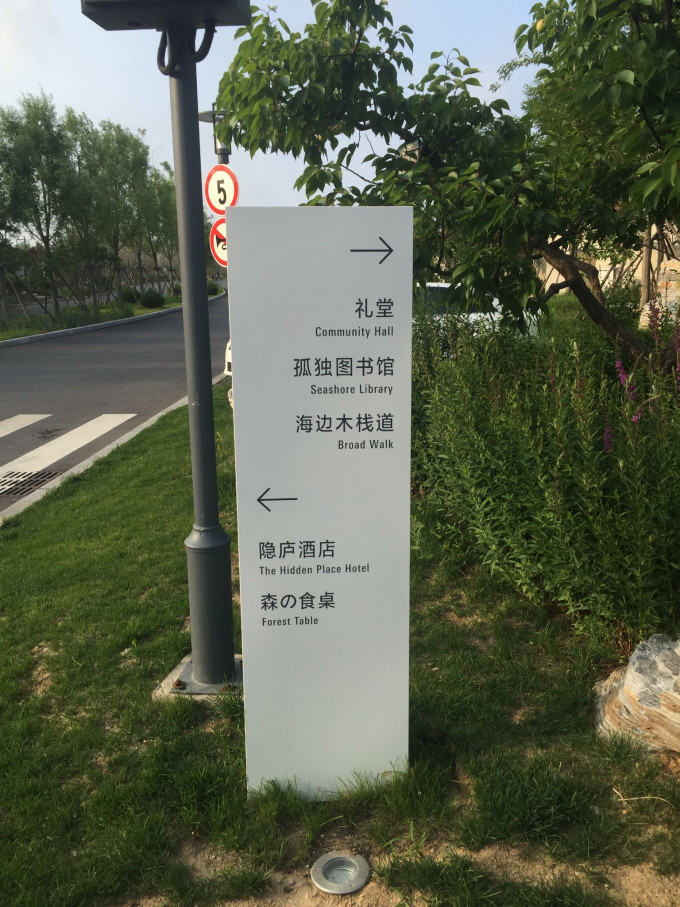 5
→
礼堂
Community Hall
孤独图书馆
Seashore Library
海边木栈道
Broad Walk
←
隐庐酒店
The Hidden Place Hotel
森の食桌
Forest Table